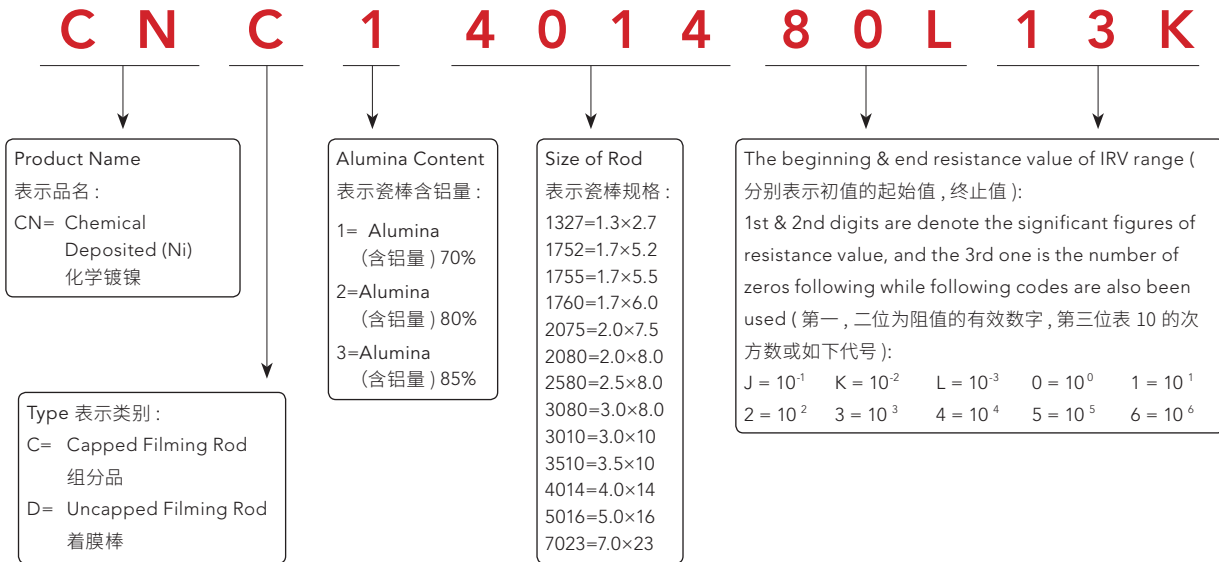 C N C 1 4 0 1 4 8 0 L 1 3 K
Product Name
表示品名 :
CN= Chemical
Deposited (Ni)
化学镀镍
Type 表示类别 :
C= Capped Filming Rod
组分品
D= Uncapped Filming Rod
着膜棒
Alumina Content
表示瓷棒含铝量 :
1= Alumina
(含铝量 ) 70%
2=Alumina
(含铝量 ) 80%
3=Alumina
(含铝量 ) 85%
Size of Rod
表示瓷棒规格 :
1327=1.3×2.7
1752=1.7×5.2
1755=1.7×5.5
1760=1.7×6.0
2075=2.0×7.5
2080=2.0×8.0
2580=2.5×8.0
3080=3.0×8.0
3010=3.0×10
3510=3.5×10
4014=4.0×14
5016=5.0×16
7023=7.0×23
The beginning & end resistance value of IRV range (
分别表示初值的起始值 , 终止值 ):
1st & 2nd digits are denote the significant figures of
resistance value, and the 3rd one is the number of
zeros following while following codes are also been
used ( 第一 , 二位为阻值的有效数字 , 第三位表 10 的次
方数或如下代号 ):
J = 10⁻¹ K = 10⁻² L = 10⁻³ 0 = 10⁰ 1 = 10¹
2 = 10² 3 = 10³ 4 = 10⁴ 5 = 10⁵ 6 = 10⁶